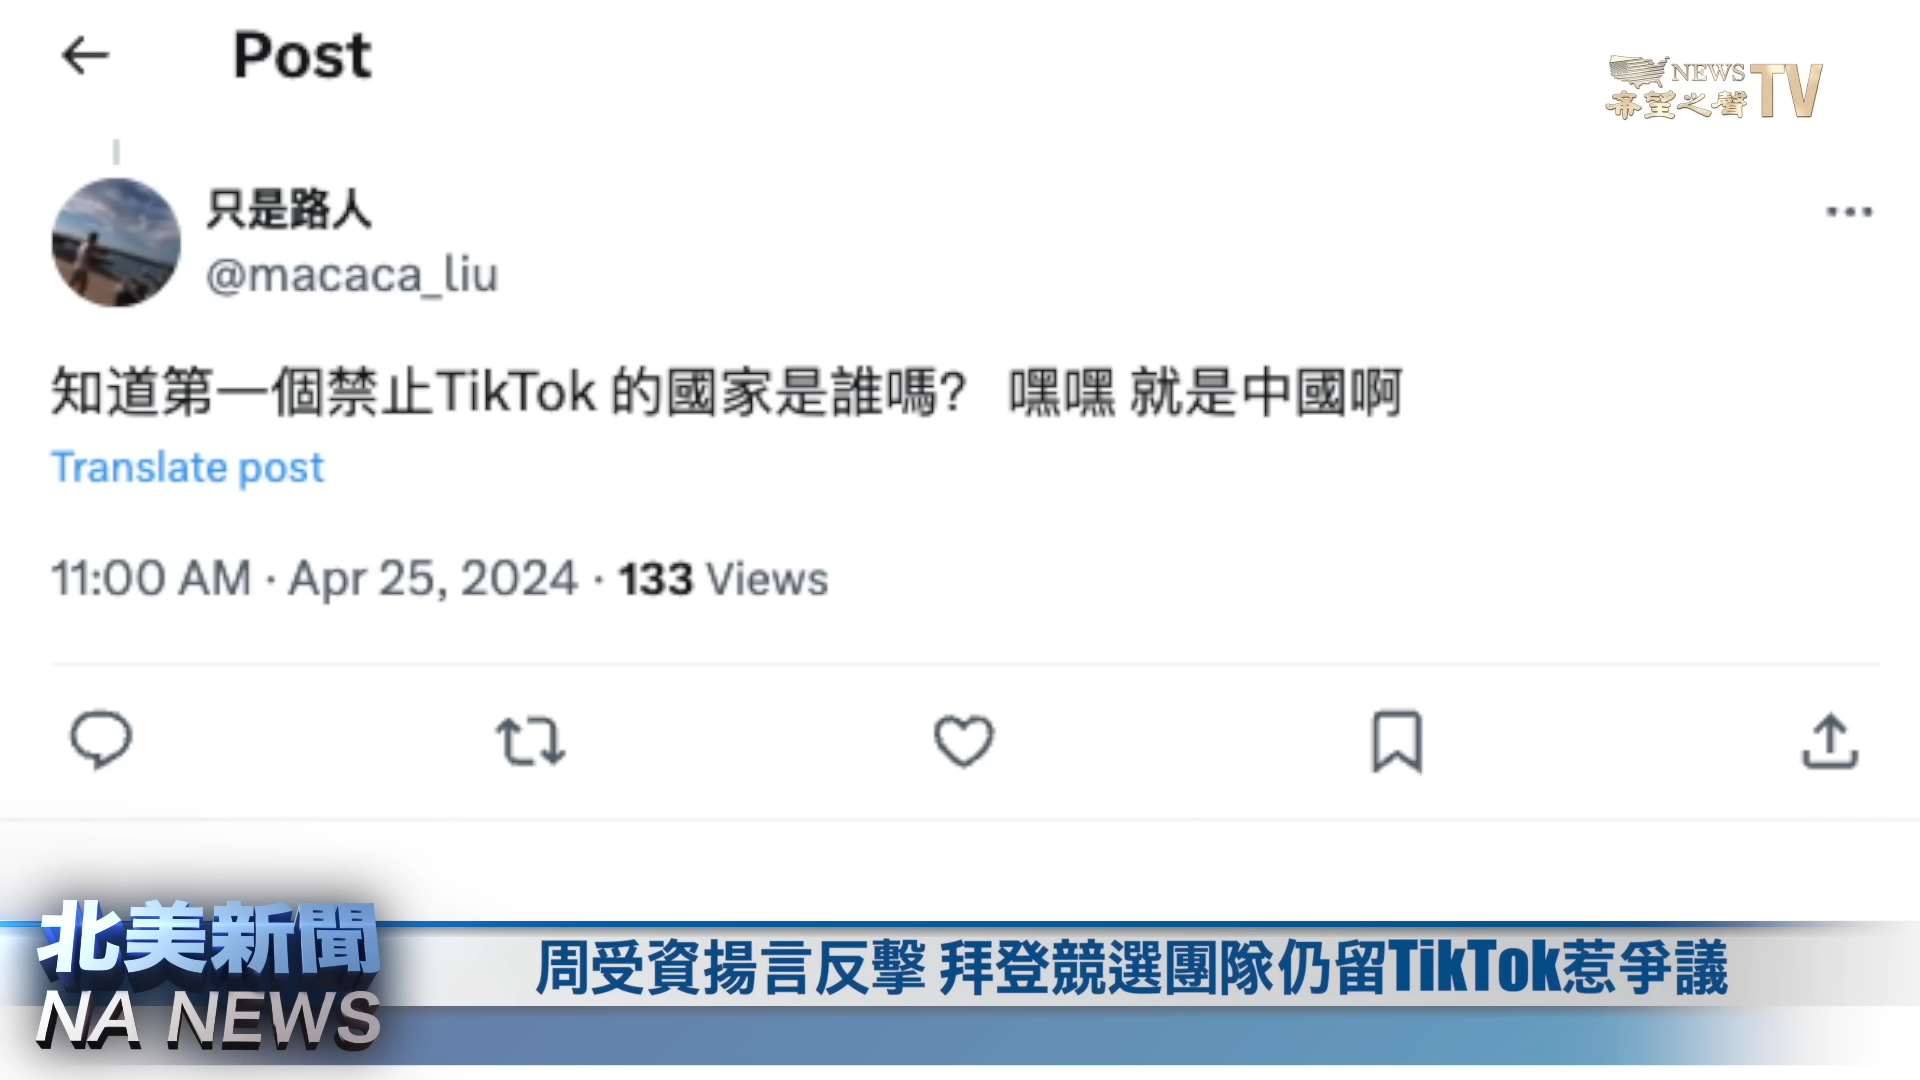 Post
NEWS
希望之聲TV
只是路人
@macaca_liu
知道第一個禁止TikTok 的國家是誰嗎? 嘿嘿 就是中國啊
Translate post
11:00 AM · Apr 25, 2024 · 133 Views
北美新聞
NA NEWS
周受資揚言反擊 拜登競選團隊仍留TikTok惹爭議